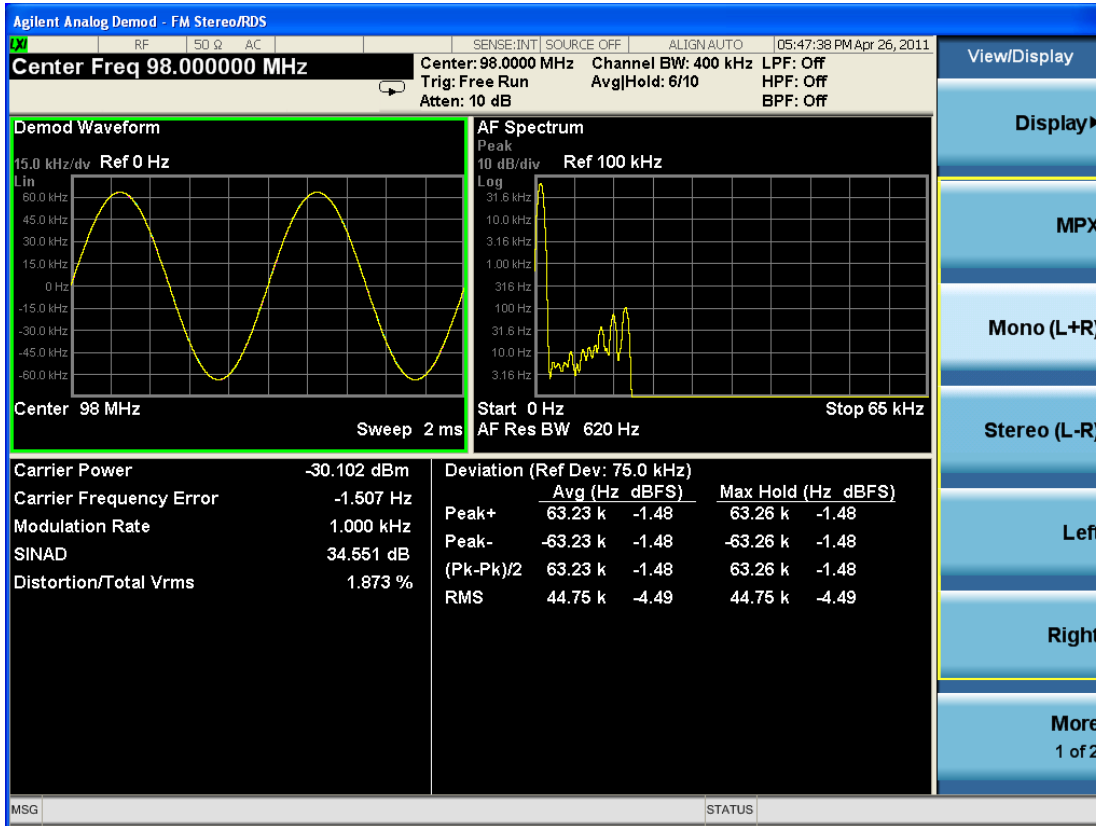 Agilent Analog Demod - FM Stereo/RDS
LXI RF 50 Ω AC SENSE:INT SOURCE OFF ALIGN AUTO 05:47:38 PM Apr 26, 2011
Center Freq 98.000000 MHz
Center: 98.0000 MHz Channel BW: 400 kHz LPF: Off
Trig: Free Run Avg|Hold: 6/10 HPF: Off
Atten: 10 dB BPF: Off
Demod Waveform
15.0 kHz/dv Ref 0 Hz
Lin
60.0 kHz
45.0 kHz
30.0 kHz
15.0 kHz
0 Hz
-15.0 kHz
-30.0 kHz
-45.0 kHz
-60.0 kHz
Center 98 MHz
Sweep 2 ms
AF Spectrum
Peak
10 dB/div Ref 100 kHz
Log
31.6 kHz
10.0 kHz
3.16 kHz
1.00 kHz
316 Hz
100 Hz
31.6 Hz
10.0 Hz
3.16 Hz
Start 0 Hz Stop 65 kHz
AF Res BW 620 Hz
Carrier Power -30.102 dBm
Carrier Frequency Error -1.507 Hz
Modulation Rate 1.000 kHz
SINAD 34.551 dB
Distortion/Total Vrms 1.873 %
Deviation (Ref Dev: 75.0 kHz)
Avg (Hz dBFS) Max Hold (Hz dBFS)
Peak+ 63.23 k -1.48 63.26 k -1.48
Peak- -63.23 k -1.48 -63.26 k -1.48
(Pk-Pk)/2 63.23 k -1.48 63.26 k -1.48
RMS 44.75 k -4.49 44.75 k -4.49
View/Display
Display
MPX
Mono (L+R)
Stereo (L-R)
Left
Right
More
1 of 2
MSG STATUS